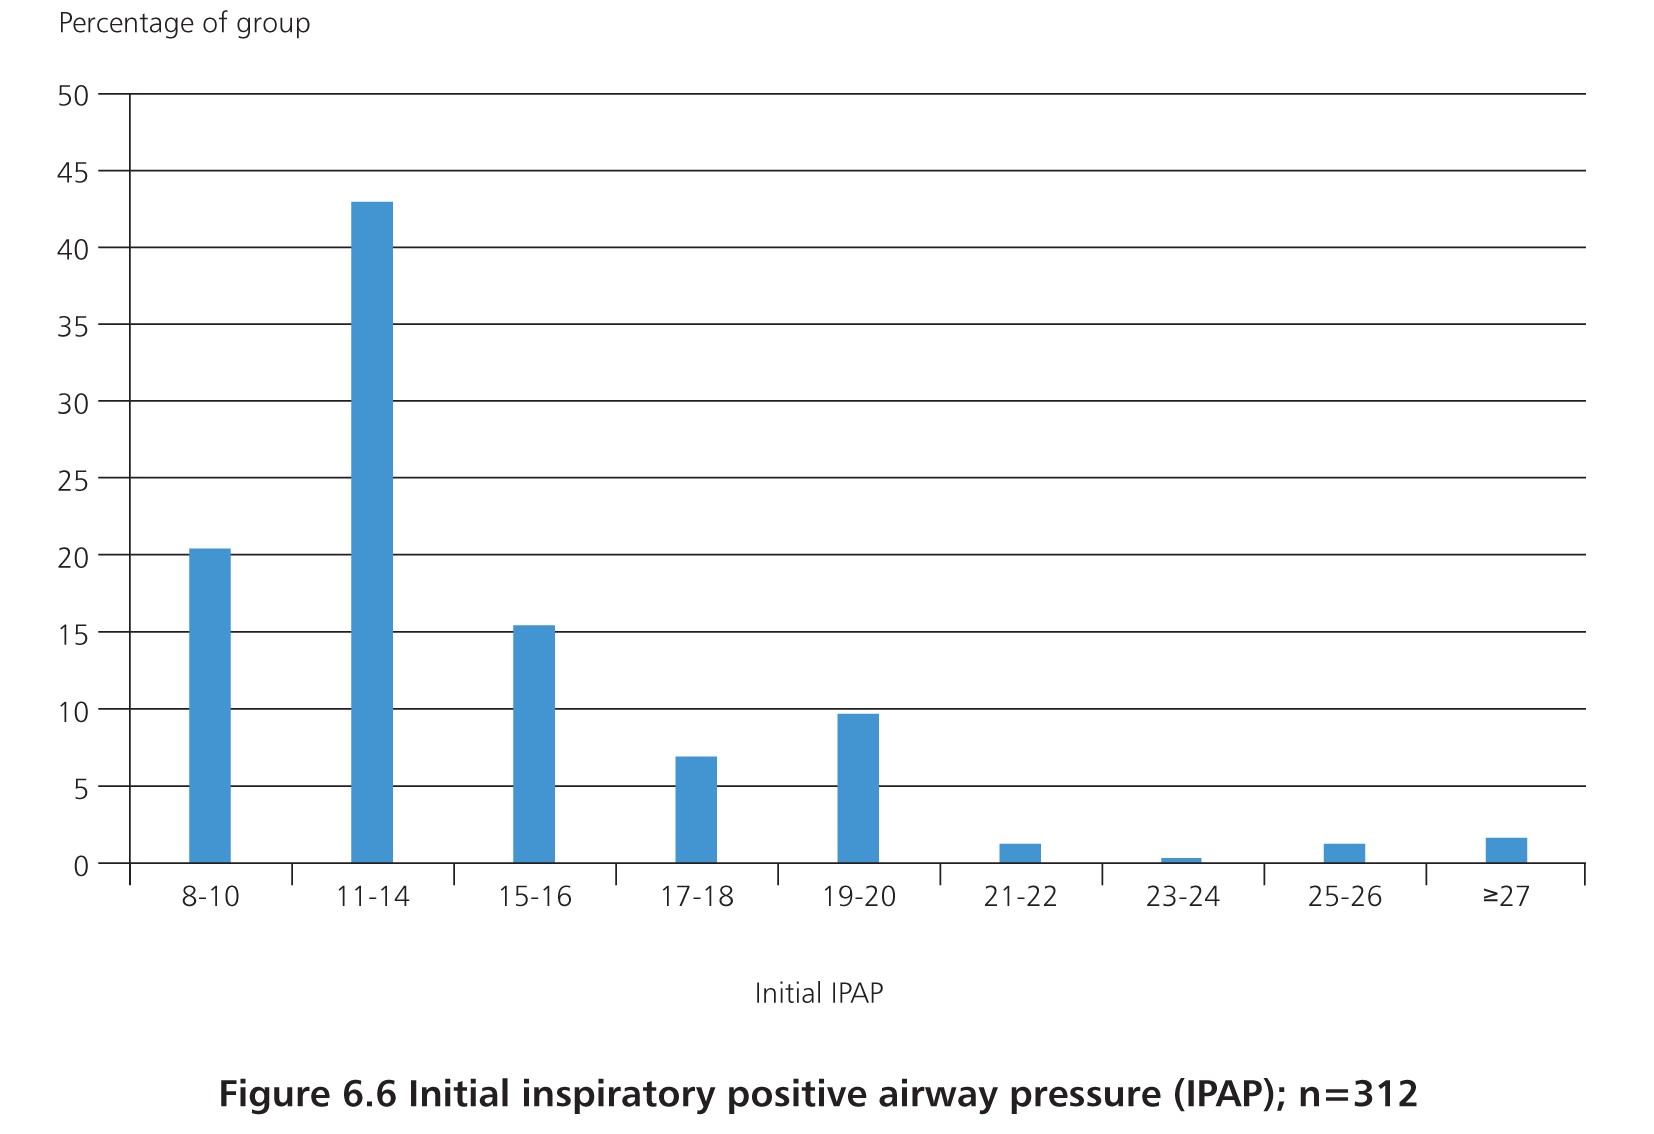 Percentage of group
50
45
40
35
30
25
20
15
10
5
0
8-10 11-14 15-16 17-18 19-20 21-22 23-24 25-26 ≥27
Initial IPAP
Figure 6.6 Initial inspiratory positive airway pressure (IPAP); n=312